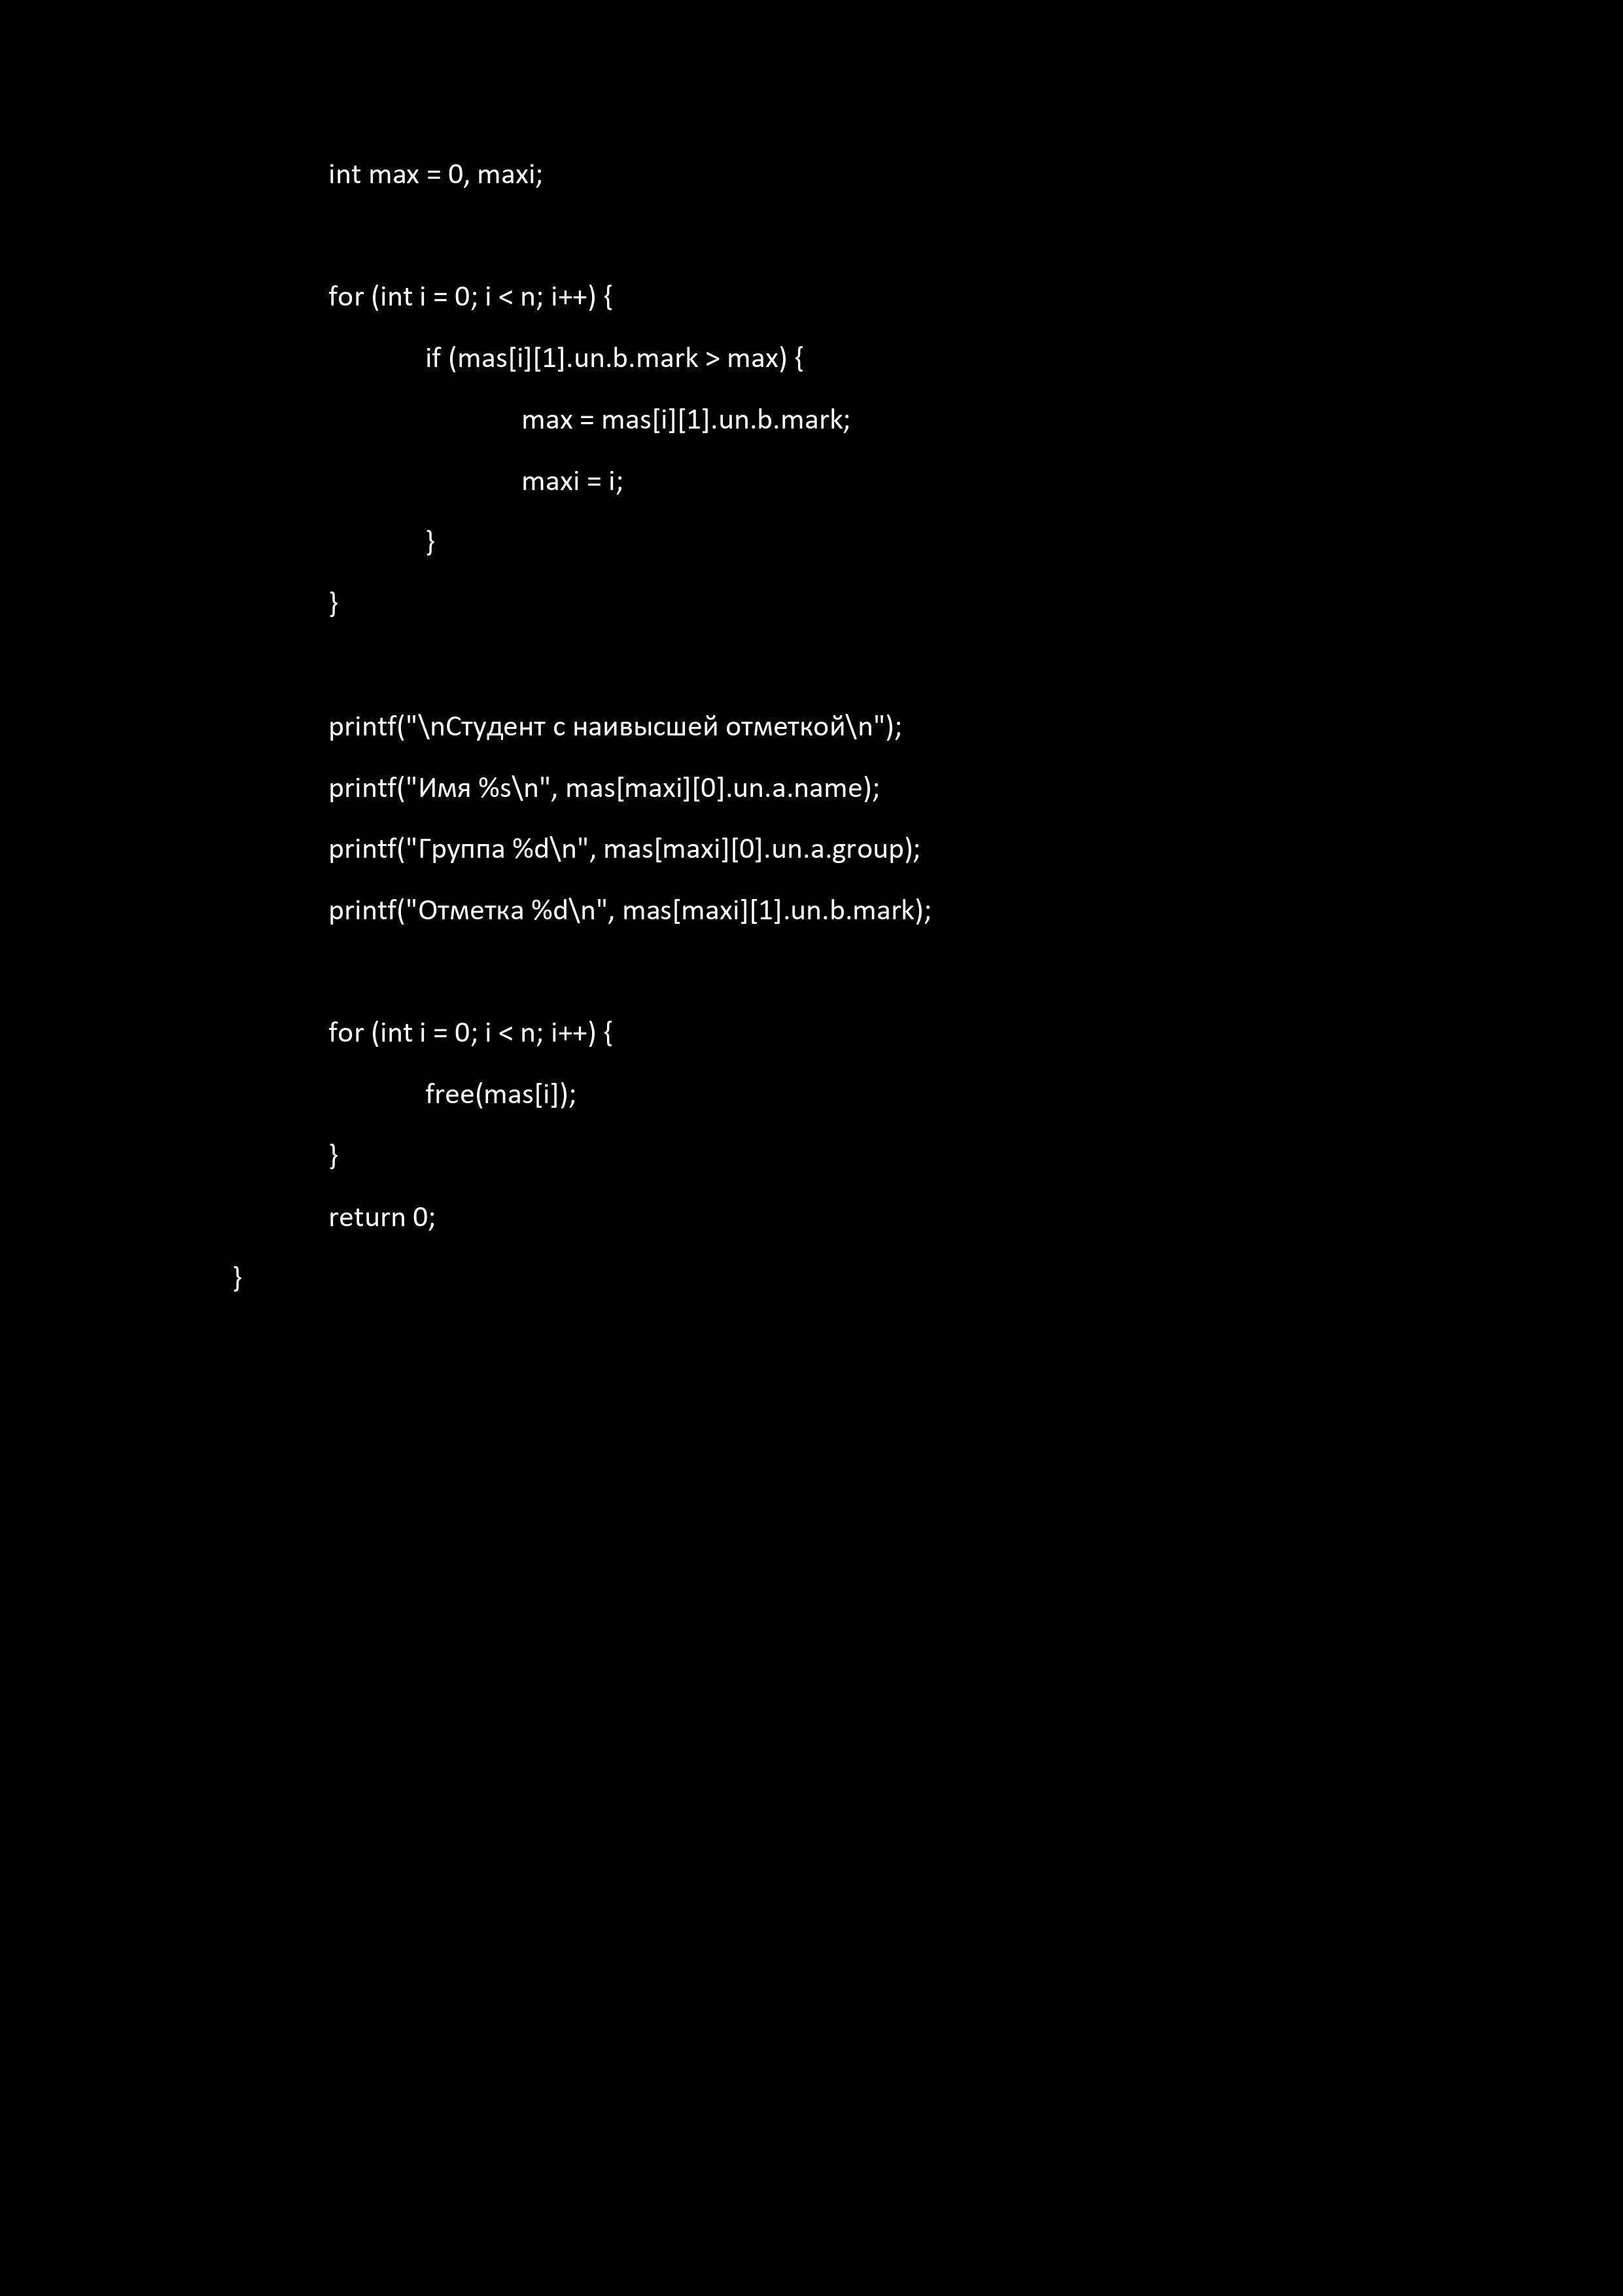 int max = 0, maxi;
for (int i = 0; i < n; i++) {
if (mas[i][1].un.b.mark > max) {
max = mas[i][1].un.b.mark;
maxi = i;
}
}
printf("\nСтудент с наивысшей отметкой\n");
printf("Имя %s\n", mas[maxi][0].un.a.name);
printf("Группа %d\n", mas[maxi][0].un.a.group);
printf("Отметка %d\n", mas[maxi][1].un.b.mark);
for (int i = 0; i < n; i++) {
free(mas[i]);
}
return 0;
}